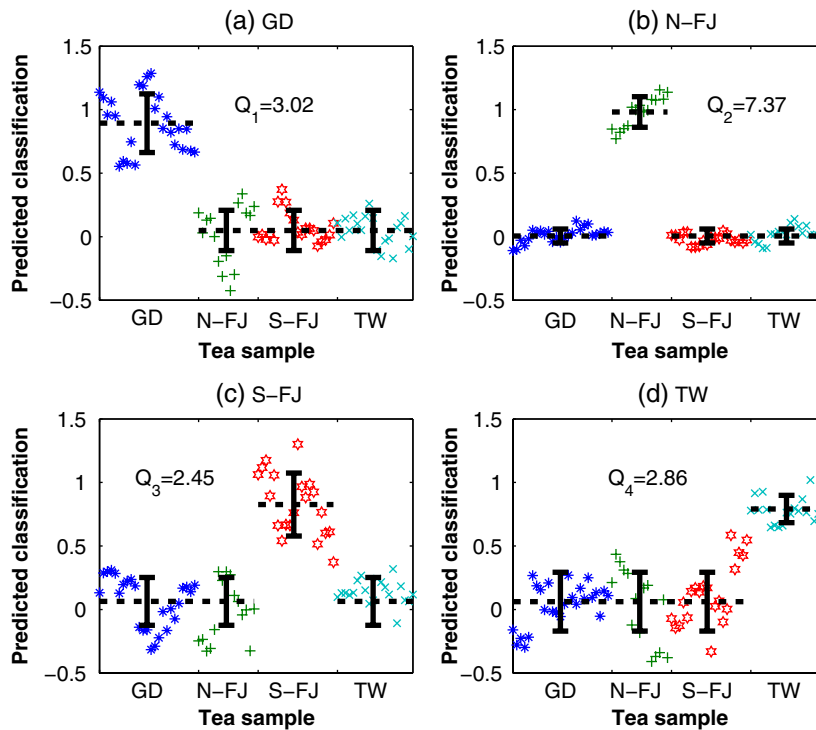 (a) GD
Predicted classification
1.5
1
0.5
0
−0.5
Q1=3.02
GD N−FJ S−FJ TW
Tea sample
(b) N−FJ
Predicted classification
1.5
1
0.5
0
−0.5
Q2=7.37
GD N−FJ S−FJ TW
Tea sample
(c) S−FJ
Predicted classification
1.5
1
0.5
0
−0.5
Q3=2.45
GD N−FJ S−FJ TW
Tea sample
(d) TW
Predicted classification
1.5
1
0.5
0
−0.5
Q4=2.86
GD N−FJ S−FJ TW
Tea sample